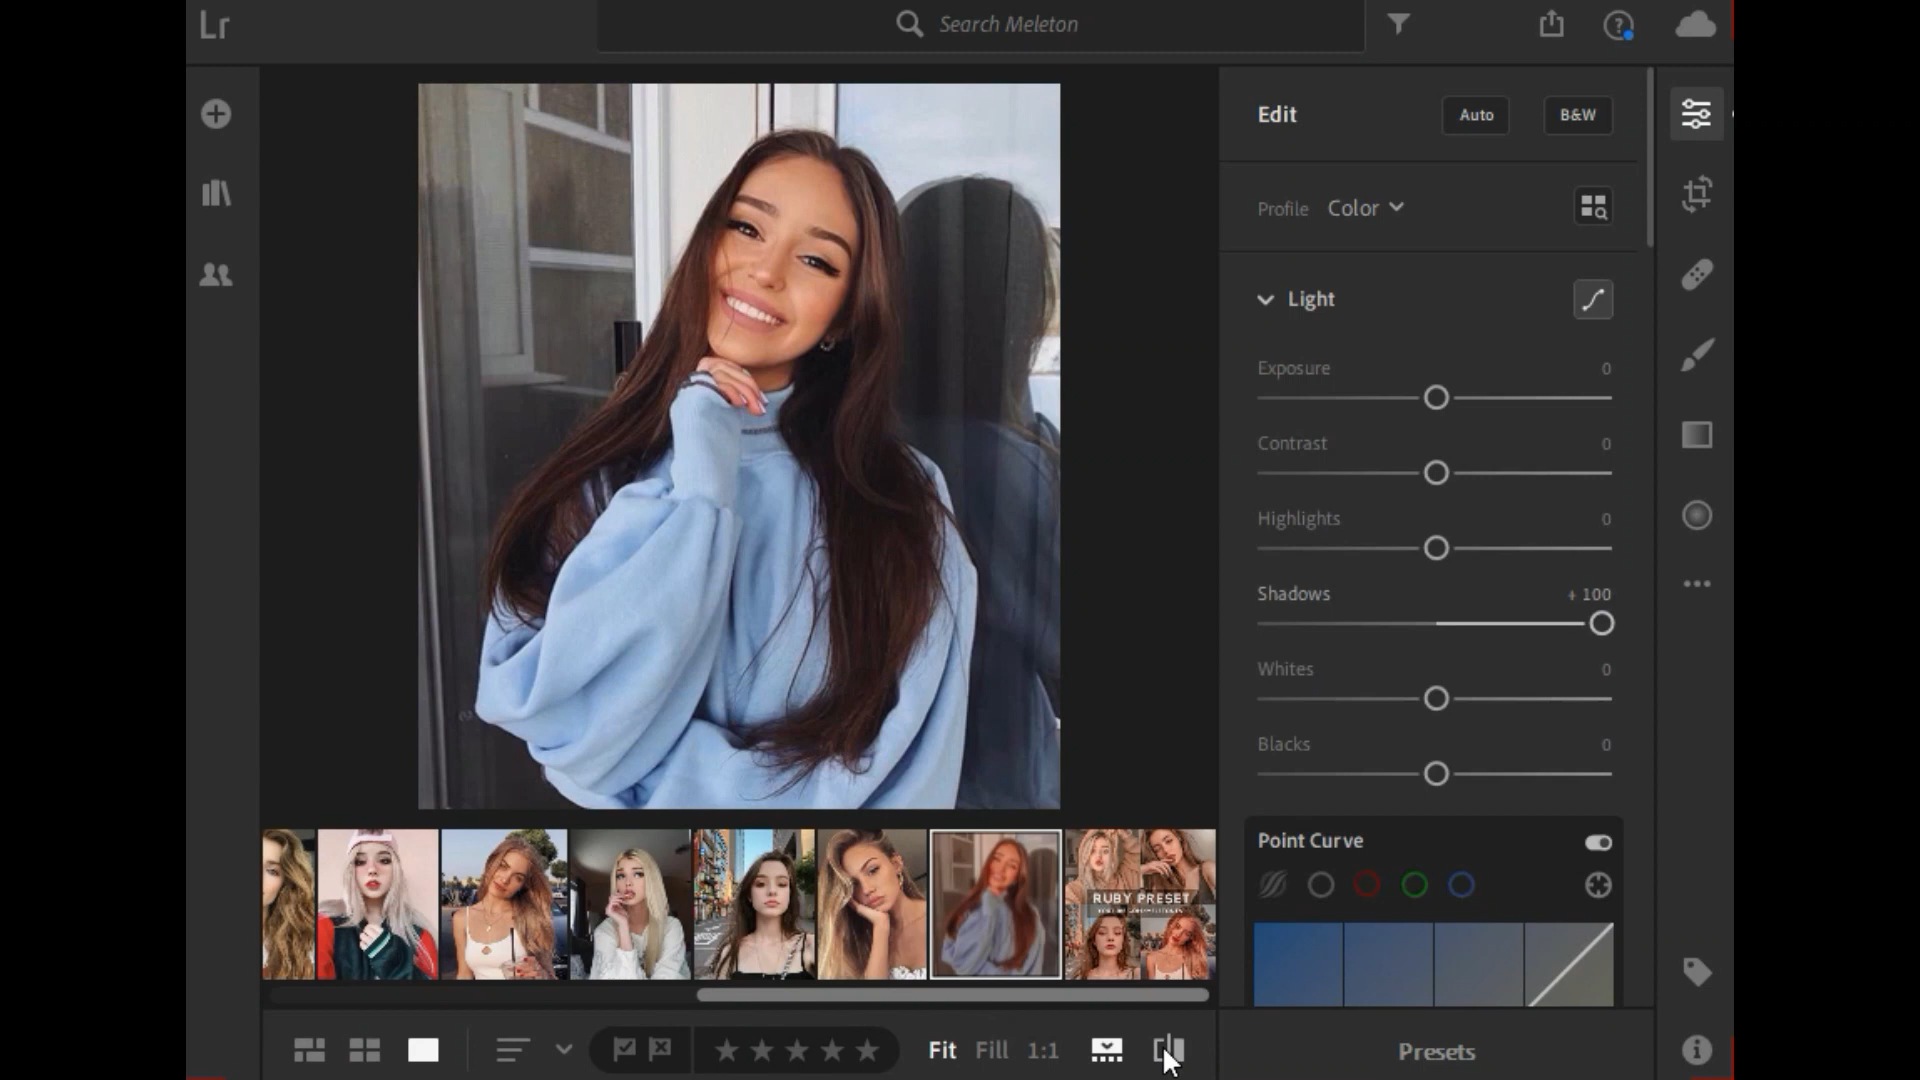 Lr
Search Meleton
Edit
Auto
B&W
Profile
Color
Light
Exposure
0
Contrast
0
Highlights
0
Shadows
+ 100
Whites
0
Blacks
0
Point Curve
RUBY PRESET
Fit
Fill
1:1
Presets